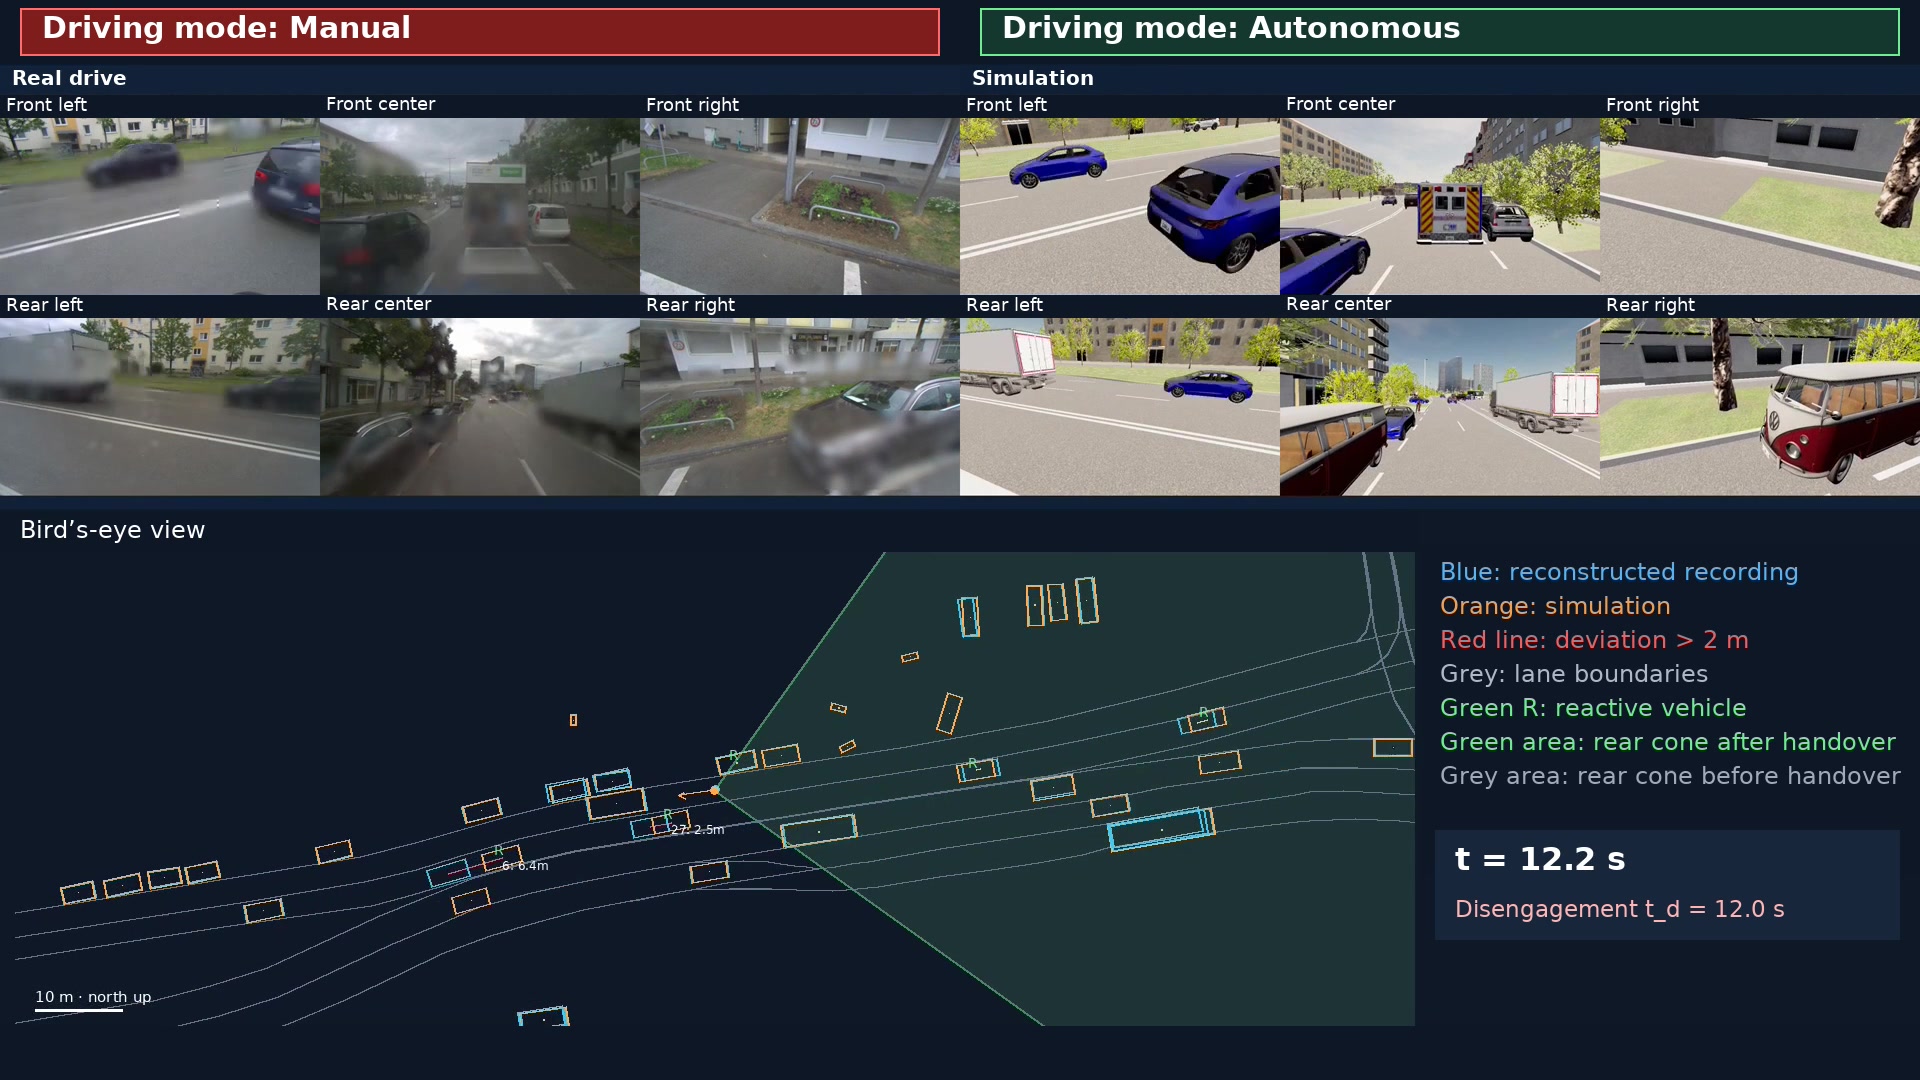 Driving mode: Manual
Driving mode: Autonomous
Real drive
Simulation
Front left
Front center
Front right
Front left
Front center
Front right
Rear left
Rear center
Rear right
Rear left
Rear center
Rear right
Bird’s-eye view
Blue: reconstructed recording
Orange: simulation
Red line: deviation > 2 m
Grey: lane boundaries
Green R: reactive vehicle
Green area: rear cone after handover
Grey area: rear cone before handover
R
R
R
R
27: 2.5m
R
6: 6.4m
t = 12.2 s
Disengagement t_d = 12.0 s
10 m · north up